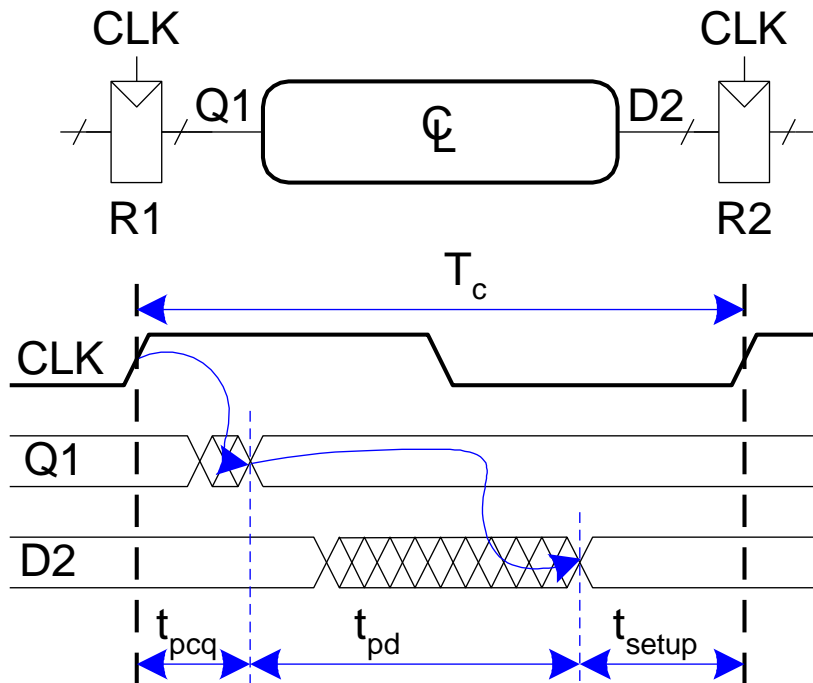 CLK CLK
Q1 CL D2
R1 R2
Tc
CLK
Q1
D2
tpcq tpd tsetup